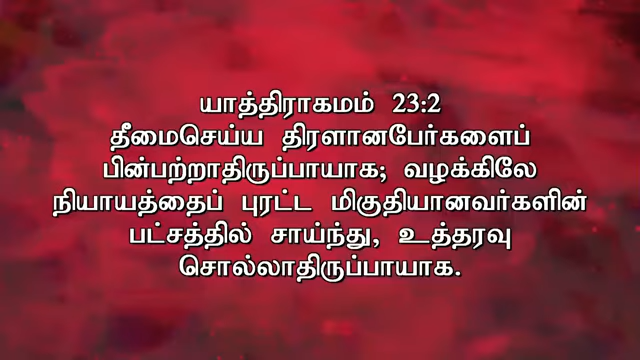 யாத்திராகமம் 23:2
தீமைசெய்ய திரளானபேர்களைப்
பின்பற்றாதிருப்பாயாக; வழக்கிலே
நியாயத்தைப் புரட்ட மிகுதியானவர்களின்
பட்சத்தில் சாய்ந்து, உத்தரவு
சொல்லாதிருப்பாயாக.